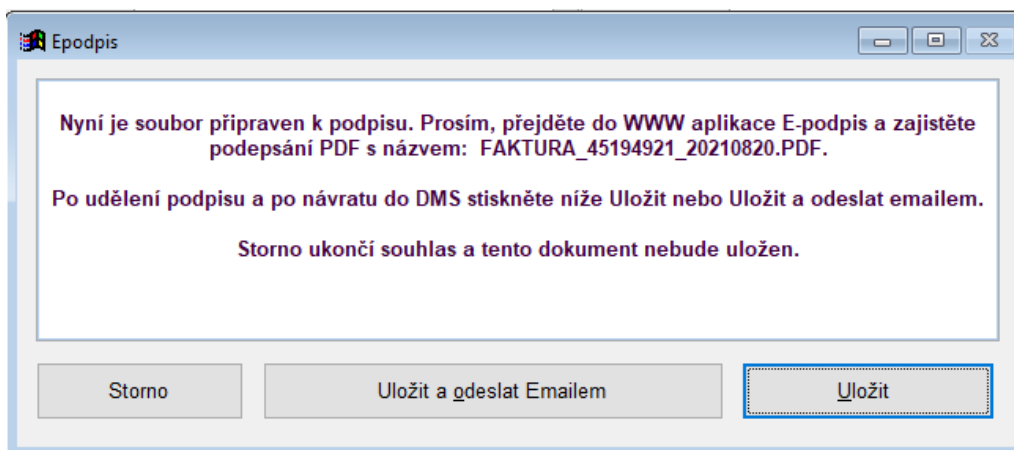 Epodpis
Nyní je soubor připraven k podpisu. Prosím, přejděte do WWW aplikace E-podpis a zajistěte
podepsání PDF s názvem:  FAKTURA_45194921_20210820.PDF.
Po udělení podpisu a po návratu do DMS stiskněte níže Uložit nebo Uložit a odeslat emailem.
Storno ukončí souhlas a tento dokument nebude uložen.
Storno
Uložit a odeslat Emailem
Uložit